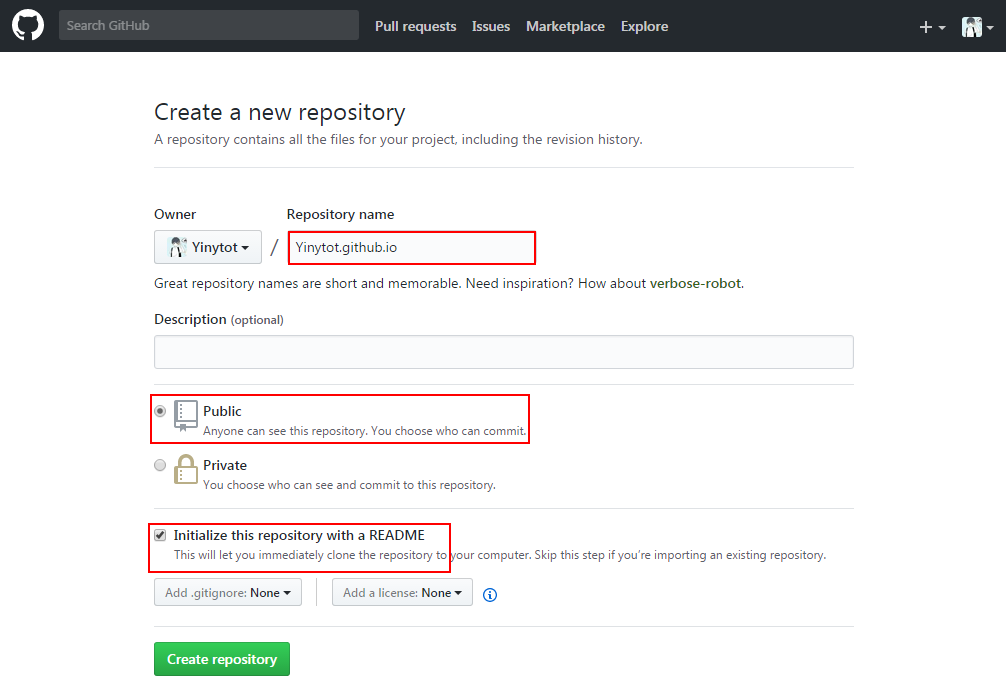 Search GitHub
Pull requests Issues Marketplace Explore
Create a new repository
A repository contains all the files for your project, including the revision history.
Owner Repository name
Yinytot / Yinytot.github.io
Great repository names are short and memorable. Need inspiration? How about verbose-robot.
Description (optional)
Public
Anyone can see this repository. You choose who can commit.
Private
You choose who can see and commit to this repository.
Initialize this repository with a README
This will let you immediately clone the repository to your computer. Skip this step if you're importing an existing repository.
Add .gitignore: None Add a license: None
Create repository